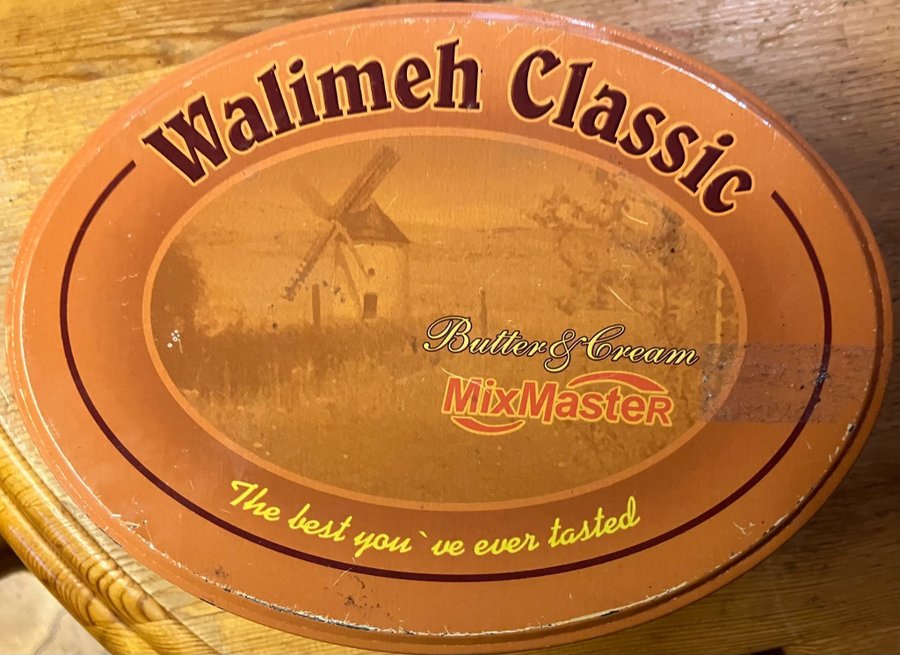 Walimeh Classic
Butter & Cream
MixMasteR
The best you`ve ever tasted